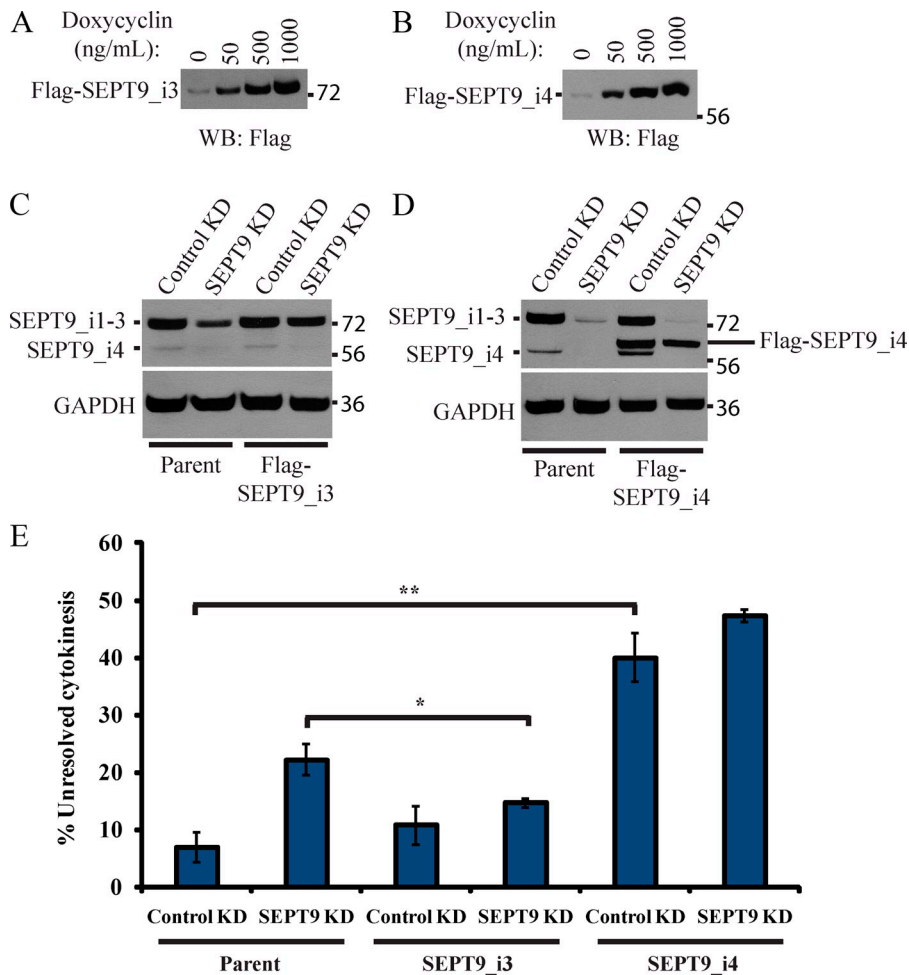 A
Doxycyclin
(ng/mL):
0
50
500
1000
Flag-SEPT9_i3
72
WB: Flag
B
Doxycyclin
(ng/mL):
0
50
500
1000
Flag-SEPT9_i4
56
WB: Flag
C
Control KD
SEPT9 KD
Control KD
SEPT9 KD
SEPT9_i1-3
72
SEPT9_i4
56
GAPDH
36
Parent
Flag-
SEPT9_i3
D
Control KD
SEPT9 KD
Control KD
SEPT9 KD
SEPT9_i1-3
72
Flag-SEPT9_i4
SEPT9_i4
56
GAPDH
36
Parent
Flag-
SEPT9_i4
E
% Unresolved cytokinesis
60
50
40
30
20
10
0
**
*
Control KD SEPT9 KD Control KD SEPT9 KD Control KD SEPT9 KD
Parent SEPT9_i3 SEPT9_i4